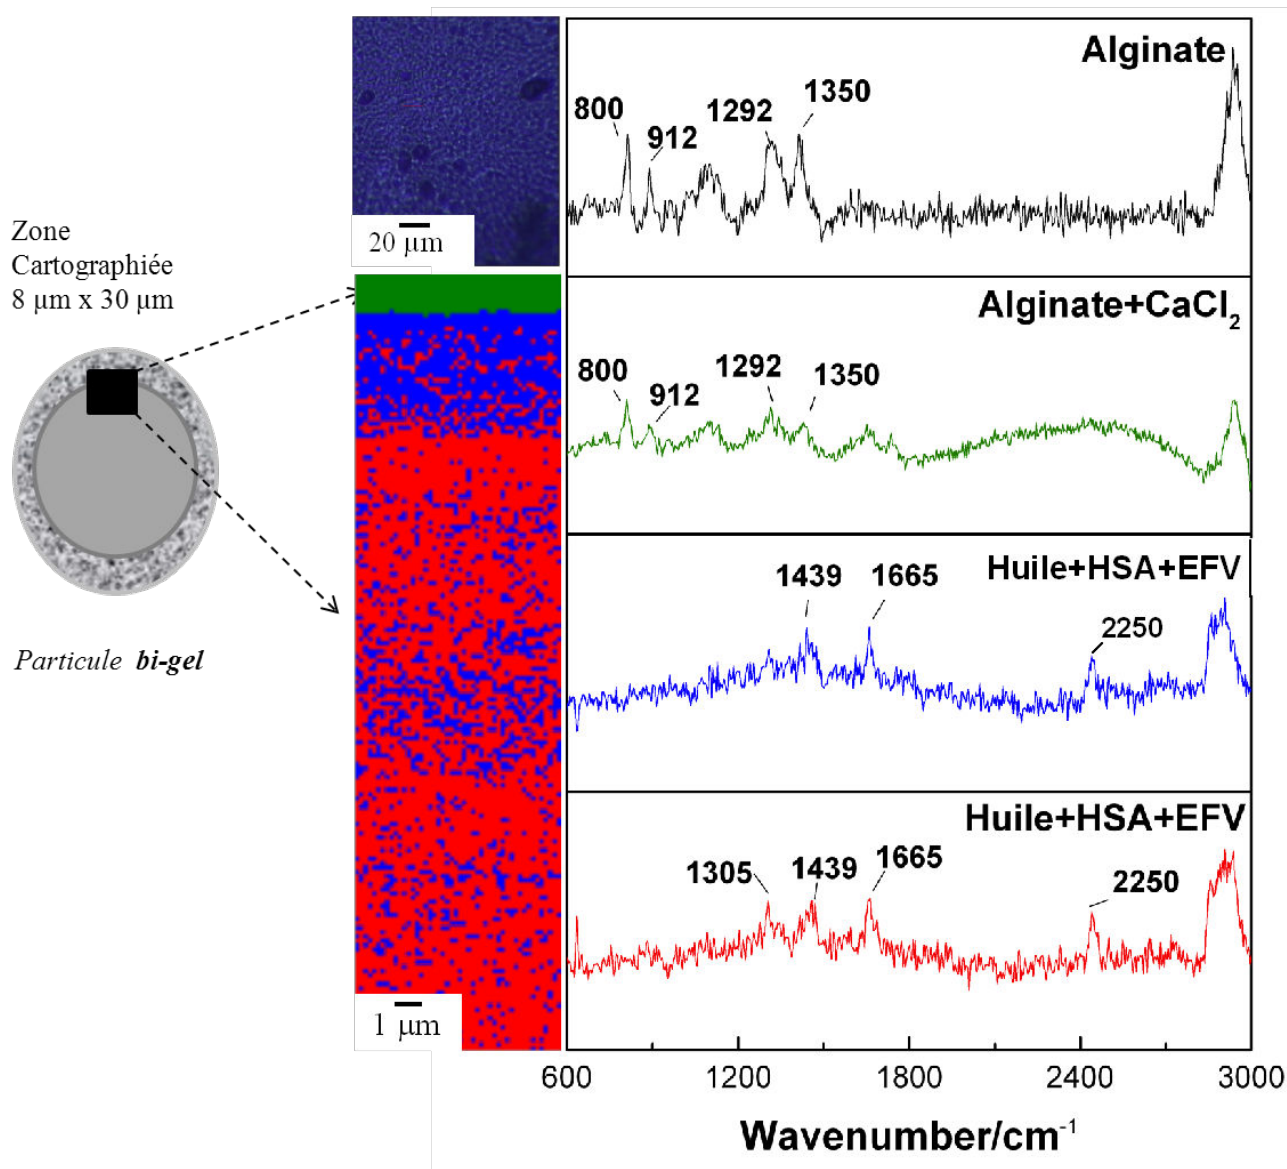 Zone
Cartographiée
8 µm x 30 µm
Particule bi-gel
20 µm
1 µm
Alginate
800
912
1292
1350
Alginate+CaCl2
800
912
1292
1350
Huile+HSA+EFV
1439
1665
2250
Huile+HSA+EFV
1305
1439
1665
2250
600
1200
1800
2400
3000
Wavenumber/cm-1